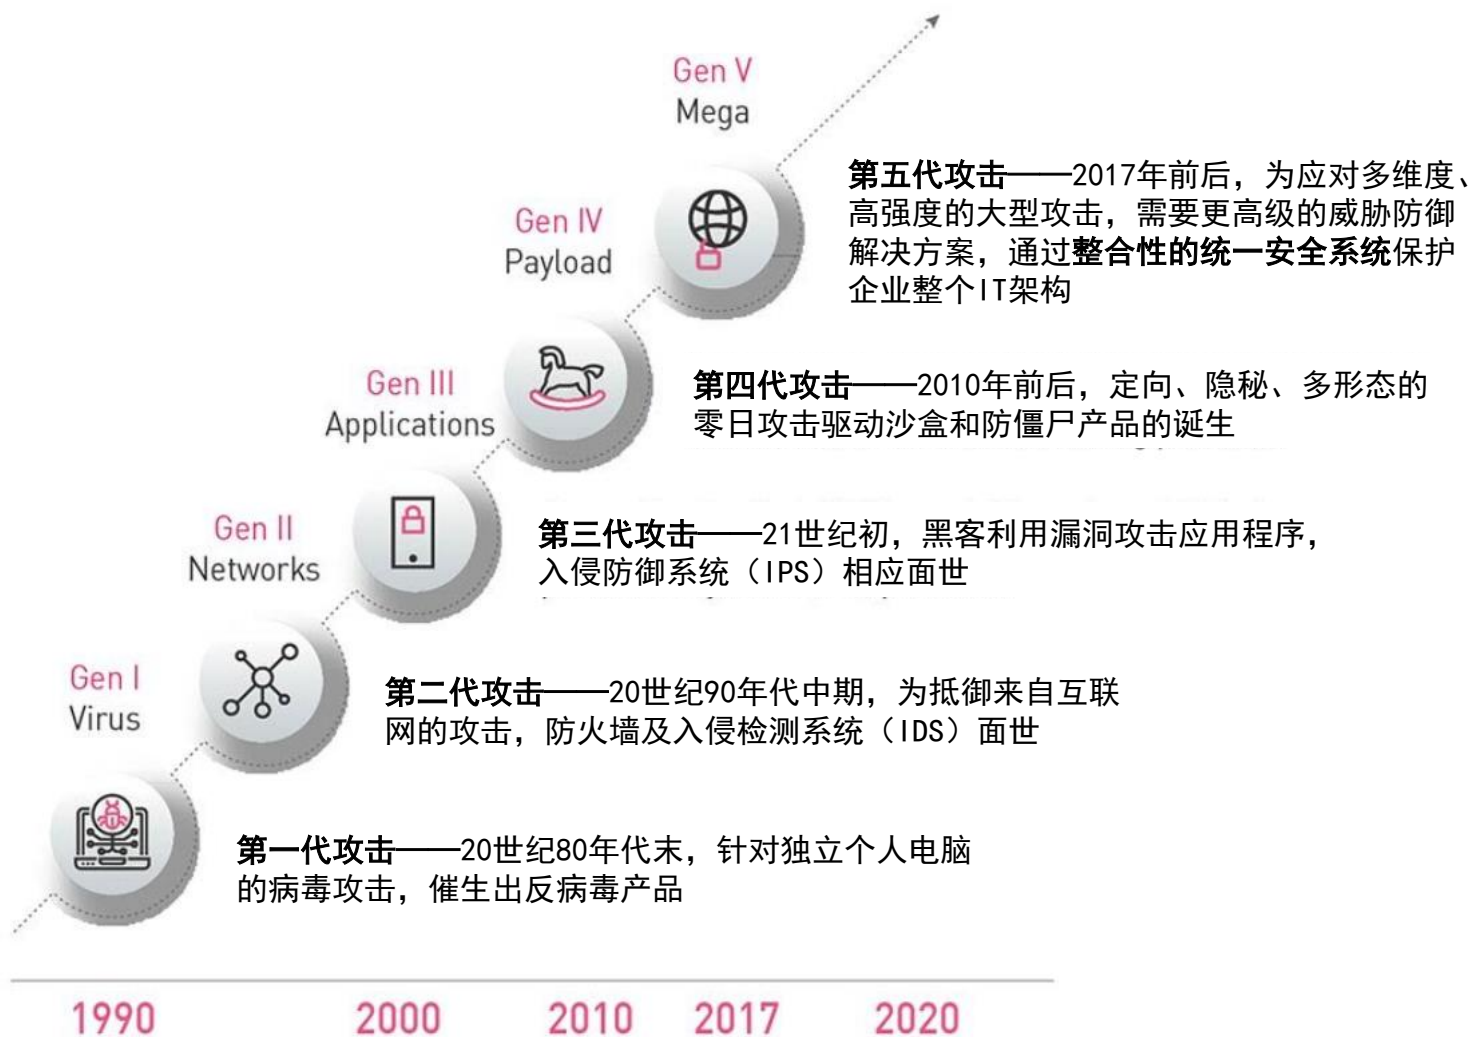 Gen V
Mega
第五代攻击——2017年前后，为应对多维度、
高强度的大型攻击，需要更高级的威胁防御
解决方案，通过整合性的统一安全系统保护
企业整个IT架构
Gen IV
Payload
第四代攻击——2010年前后，定向、隐秘、多形态的
零日攻击驱动沙盒和防僵尸产品的诞生
Gen III
Applications
第三代攻击——21世纪初，黑客利用漏洞攻击应用程序，
入侵防御系统（IPS）相应面世
Gen II
Networks
第二代攻击——20世纪90年代中期，为抵御来自互联
网的攻击，防火墙及入侵检测系统（IDS）面世
Gen I
Virus
第一代攻击——20世纪80年代末，针对独立个人电脑
的病毒攻击，催生出反病毒产品
1990 2000 2010 2017 2020